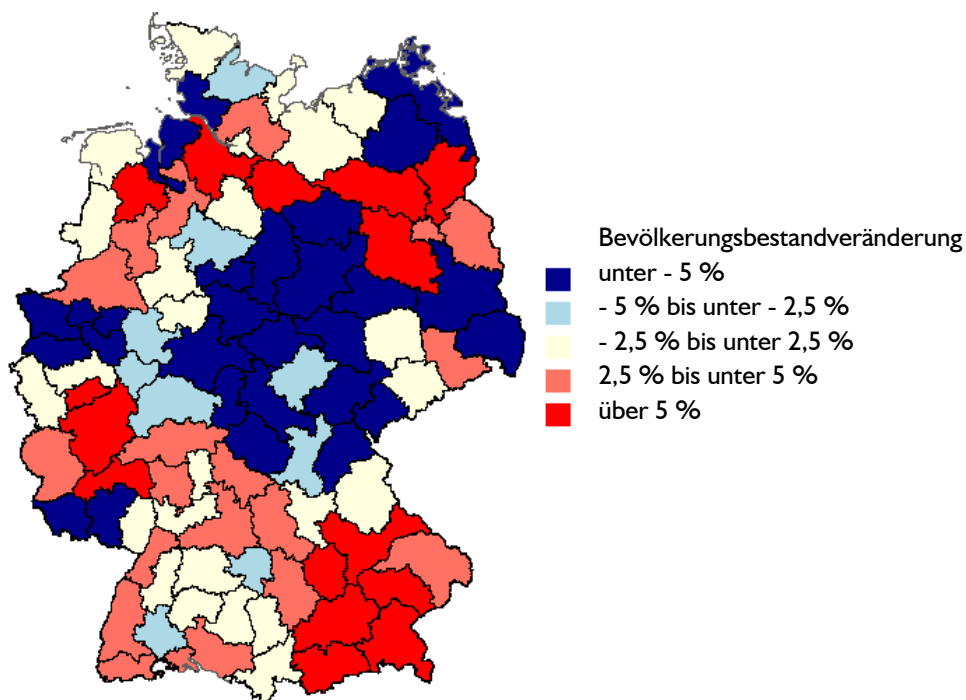 Bevölkerungsbestandveränderung
unter - 5 %
- 5 % bis unter - 2,5 %
- 2,5 % bis unter 2,5 %
2,5 % bis unter 5 %
über 5 %